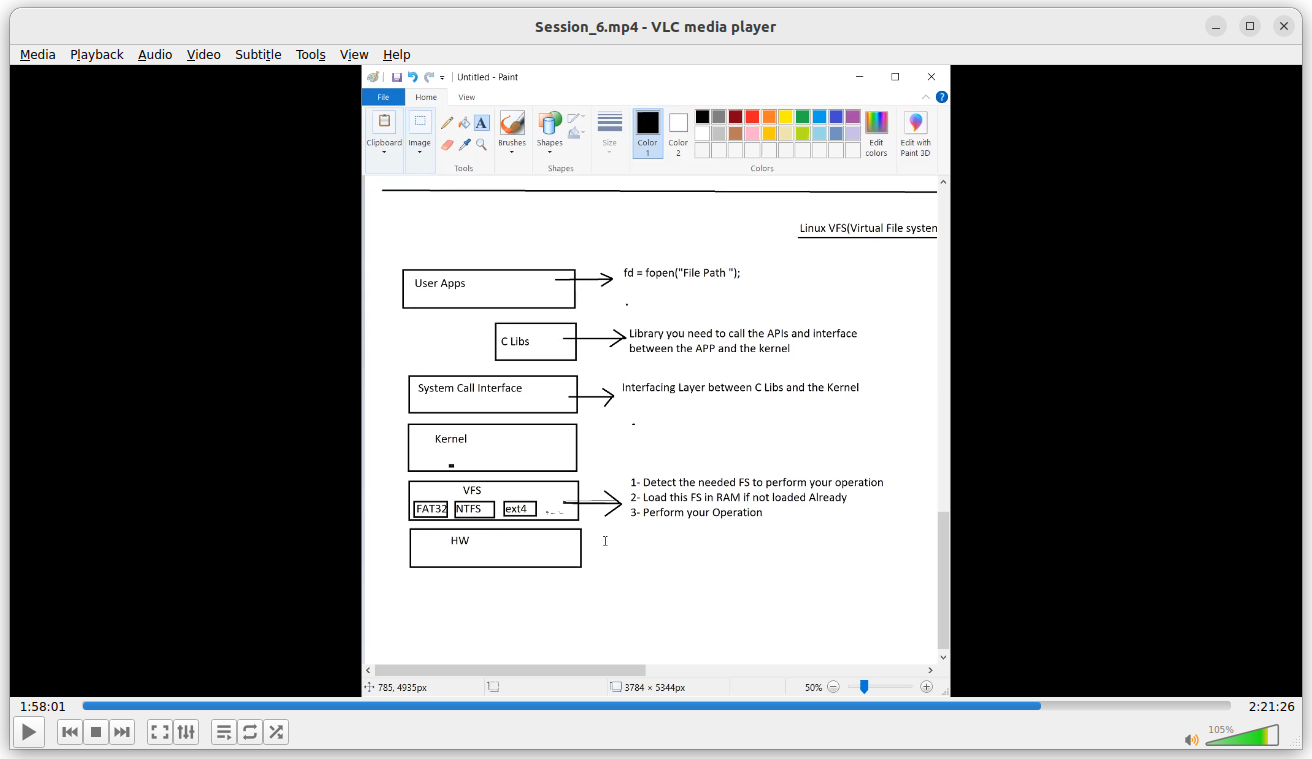 Session_6.mp4 - VLC media player
Media Playback Audio Video Subtitle Tools View Help
Untitled - Paint
File Home View
Clipboard
Image
Tools
Brushes
Shapes
Shapes
Size
Color 1
Color 2
Colors
Edit colors
Edit with Paint 3D
Linux VFS(Virtual File system
User Apps
fd = fopen("File Path ");
C Libs
Library you need to call the APIs and interface
between the APP and the kernel
System Call Interface
Interfacing Layer between C Libs and the Kernel
Kernel
VFS
FAT32 NTFS ext4
1- Detect the needed FS to perform your operation
2- Load this FS in RAM if not loaded Already
3- Perform your Operation
HW
785, 4935px
3784 × 5344px
50%
1:58:01
2:21:26
105%